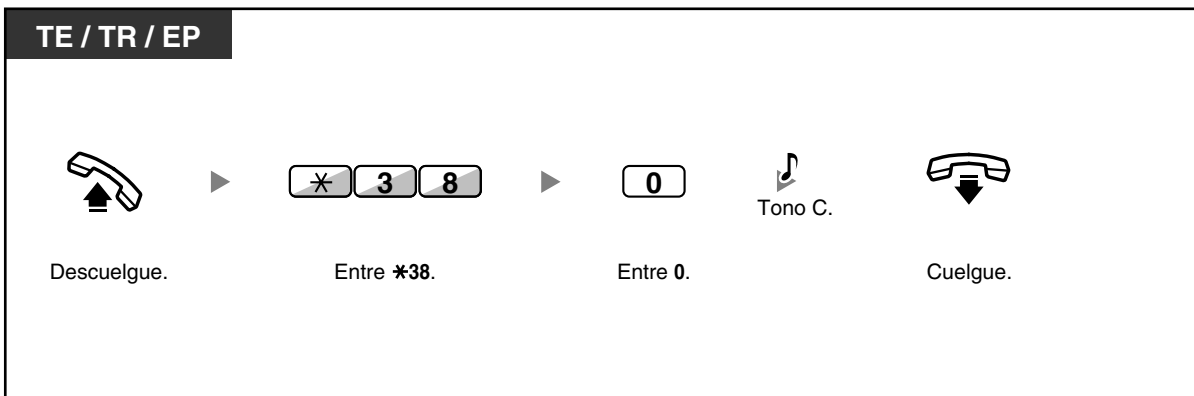 TE / TR / EP
✳ 3 8
0
Tono C.
Descuelgue.
Entre ✳38.
Entre 0.
Cuelgue.